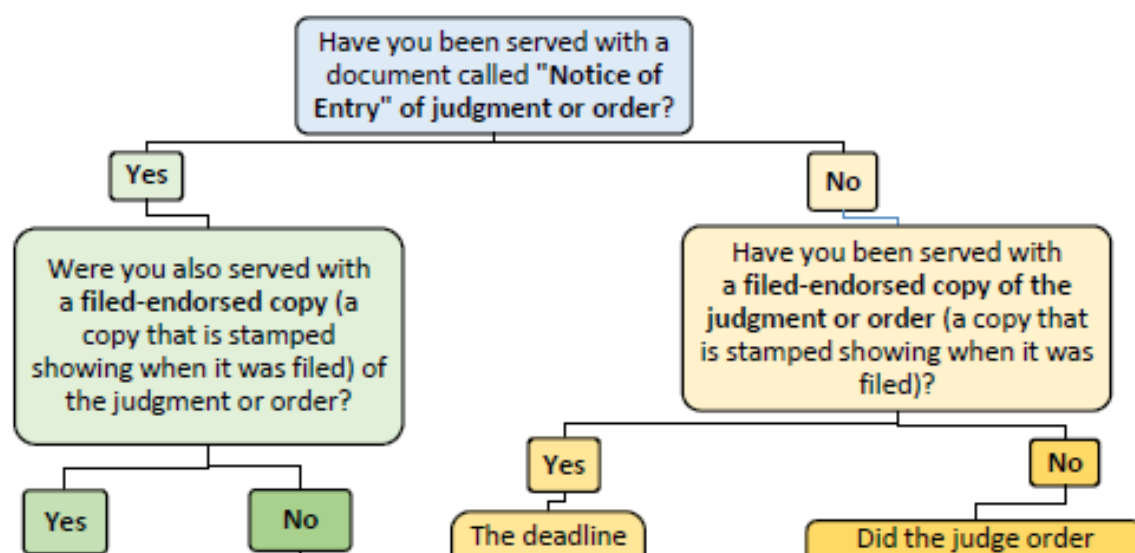 Have you been served with a
document called "Notice of
Entry" of judgment or order?
Yes
No
Were you also served with
a filed-endorsed copy (a
copy that is stamped
showing when it was filed) of
the judgment or order?
Have you been served with
a filed-endorsed copy of the
judgment or order (a copy that
is stamped showing when it was
filed)?
Yes
No
Yes
No
The deadline
Did the judge order